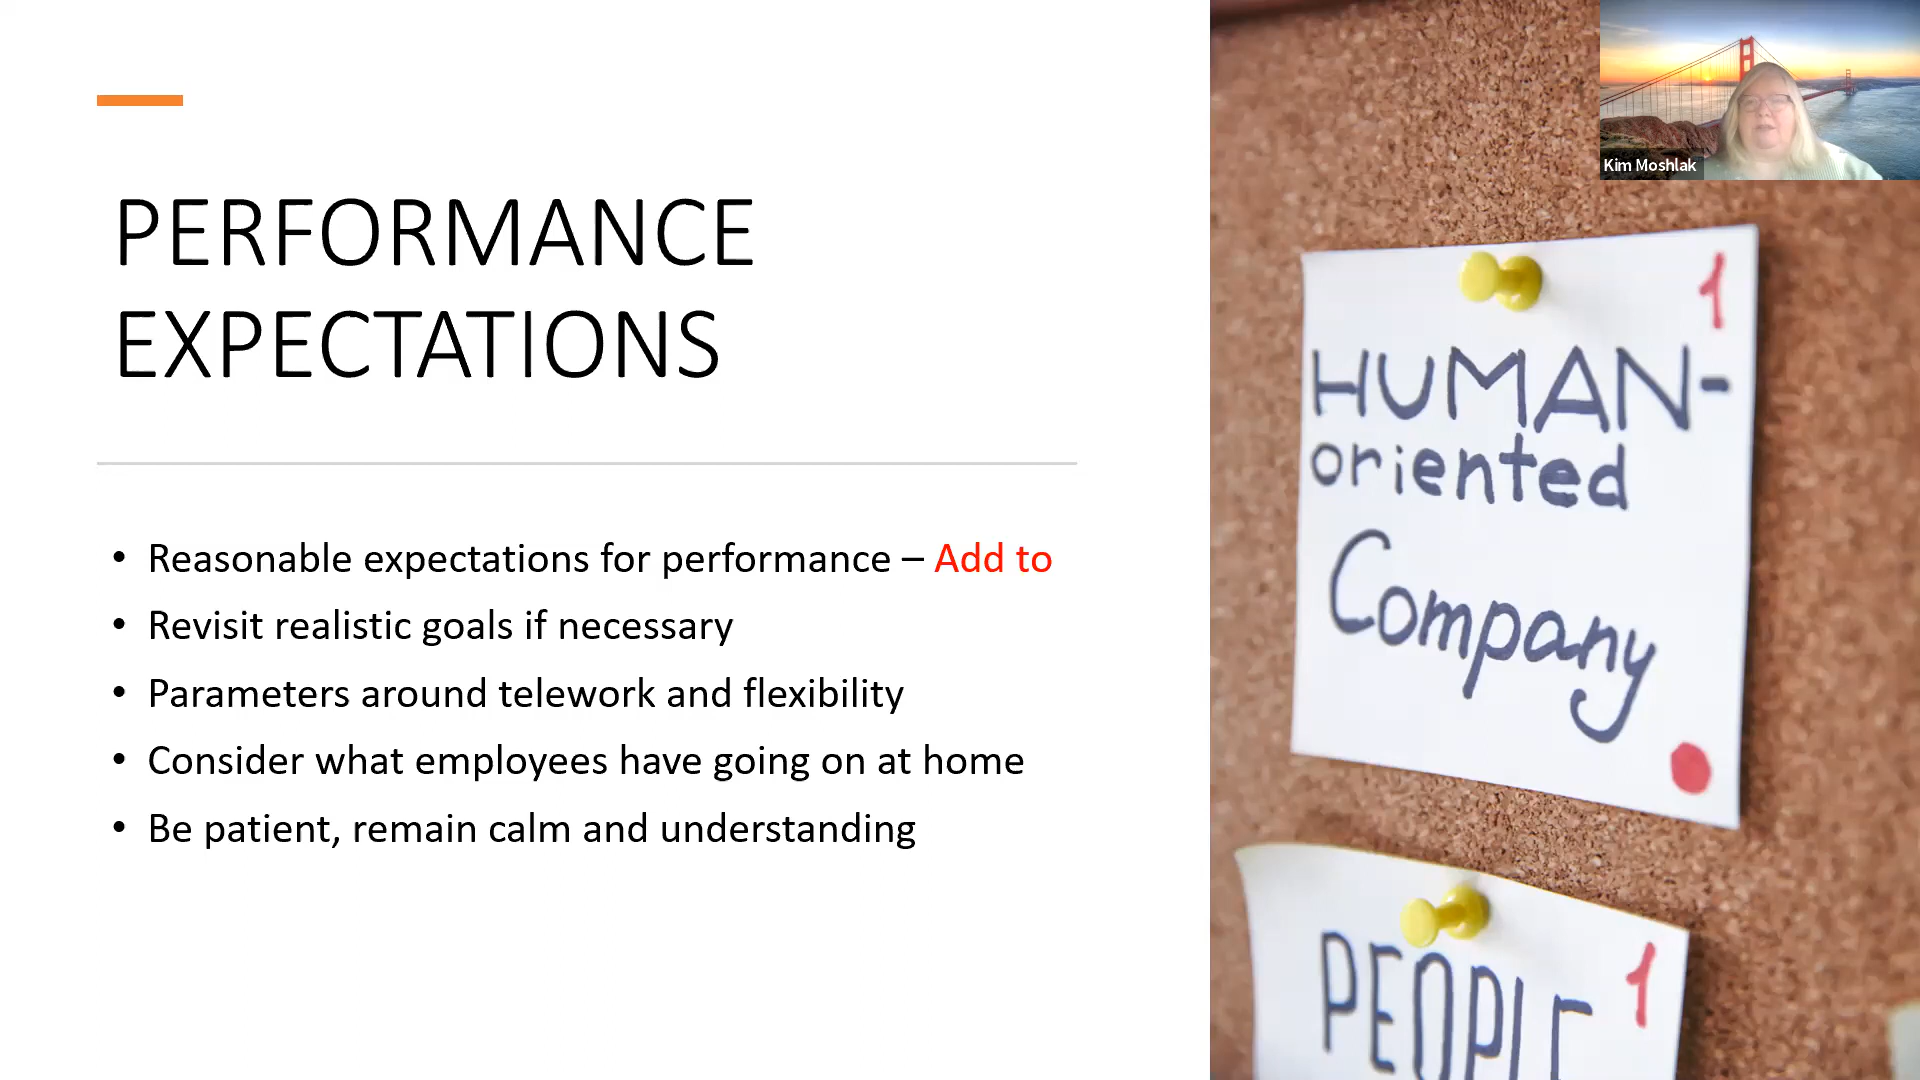 PERFORMANCE
EXPECTATIONS
• Reasonable expectations for performance – Add to
• Revisit realistic goals if necessary
• Parameters around telework and flexibility
• Consider what employees have going on at home
• Be patient, remain calm and understanding
Kim Moshlak
1
HUMAN-
oriented
Company
1
PEOPLE